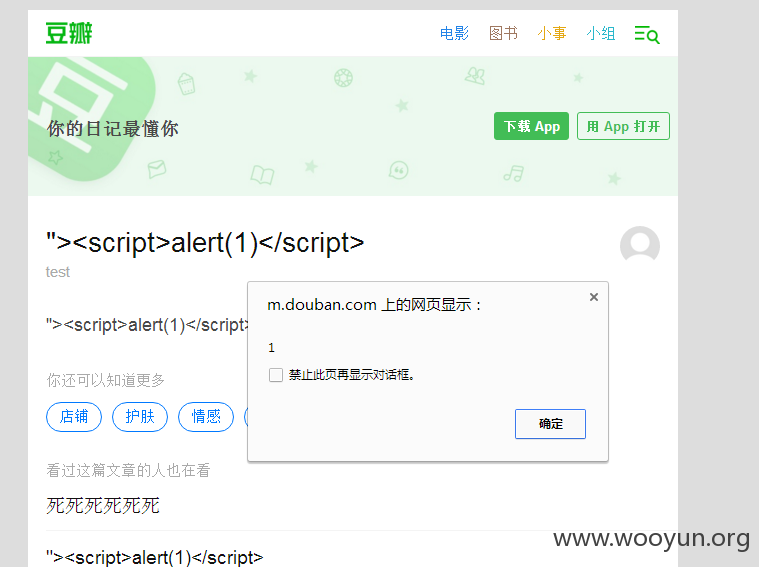 豆瓣
电影 图书 小事 小组
你的日记最懂你
下载 App 用 App 打开
"><script>alert(1)</script>
test
m.douban.com 上的网页显示：
"><script>alert(1)</script>
1
禁止此页再显示对话框。
你还可以知道更多
店铺 护肤 情感
确定
看过这篇文章的人也在看
死死死死死死
www.wooyun.org
"><script>alert(1)</script>